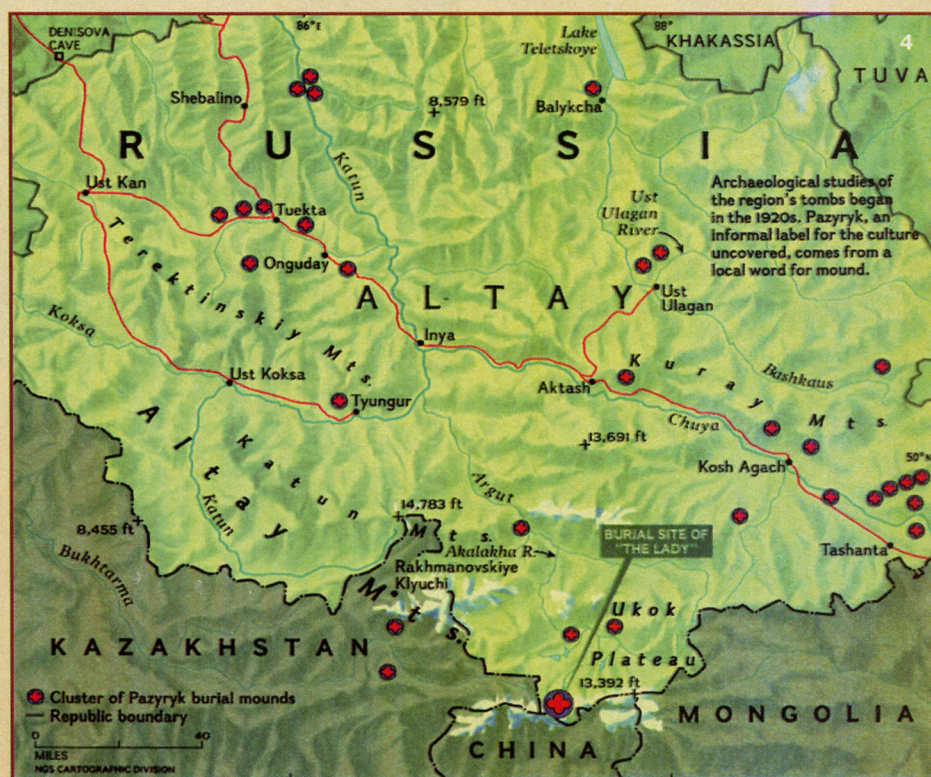 4
DENISOVA
CAVE
86°E
88°
Lake
Teletskoye
KHAKASSIA
TUVA
Shebalino
8,579 ft
Balykcha
RUSSIA
Katun
Ust Kan
Archaeological studies of
the region's tombs began
in the 1920s. Pazyryk, an
informal label for the culture
uncovered, comes from a
local word for mound.
Ust
Ulagan
River
Tuekta
Terektinskiy Mts.
Onguday
ALTAY
Ust
Ulagan
Koksa
Inya
Kuray Mts.
Bashkaus
Ust Koksa
Aktash
Tyungur
Chuya
Altay Mts.
Katun Mts.
13,691 ft
Kosh Agach
50°N
Argut
Katun
14,783 ft
8,455 ft
BURIAL SITE OF
"THE LADY"
Akalakha R.
Tashanta
Bukhtarma
Rakhmanovskiye
Klyuchi
Ukok
Plateau
KAZAKHSTAN
13,392 ft
Cluster of Pazyryk burial mounds
Republic boundary
MONGOLIA
0 40
MILES
CHINA
NGS CARTOGRAPHIC DIVISION